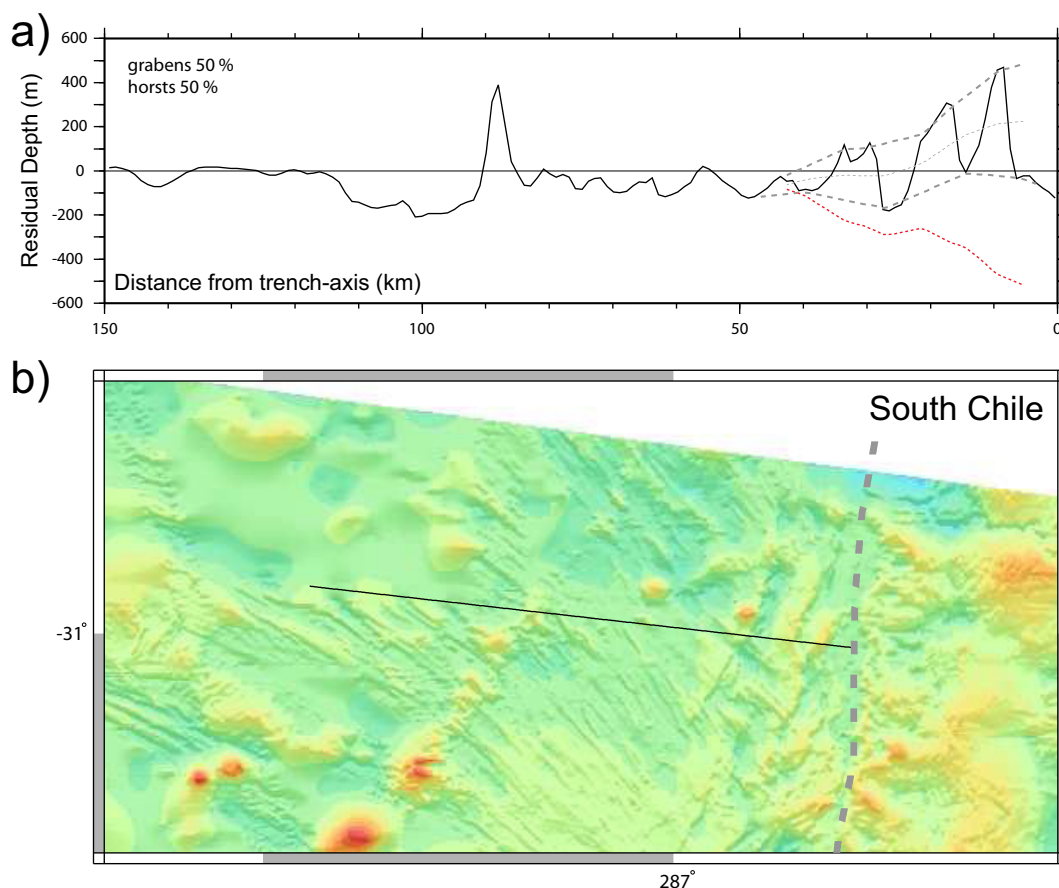 a)
Residual Depth (m)
600
400
200
0
-200
-400
-600
grabens 50 %
horsts 50 %
Distance from trench-axis (km)
150
100
50
0
b)
South Chile
-31°
287°